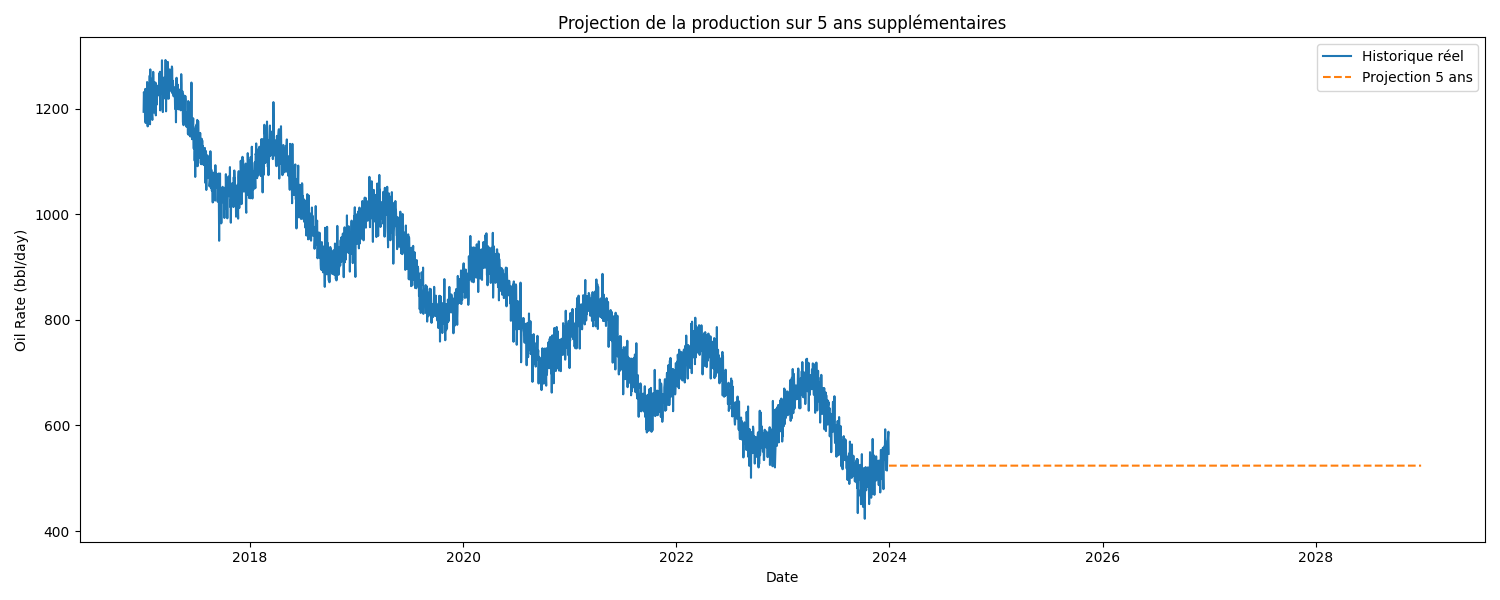 Projection de la production sur 5 ans supplémentaires
Historique réel
Projection 5 ans
Oil Rate (bbl/day)
1200
1000
800
600
400
2018
2020
2022
2024
2026
2028
Date